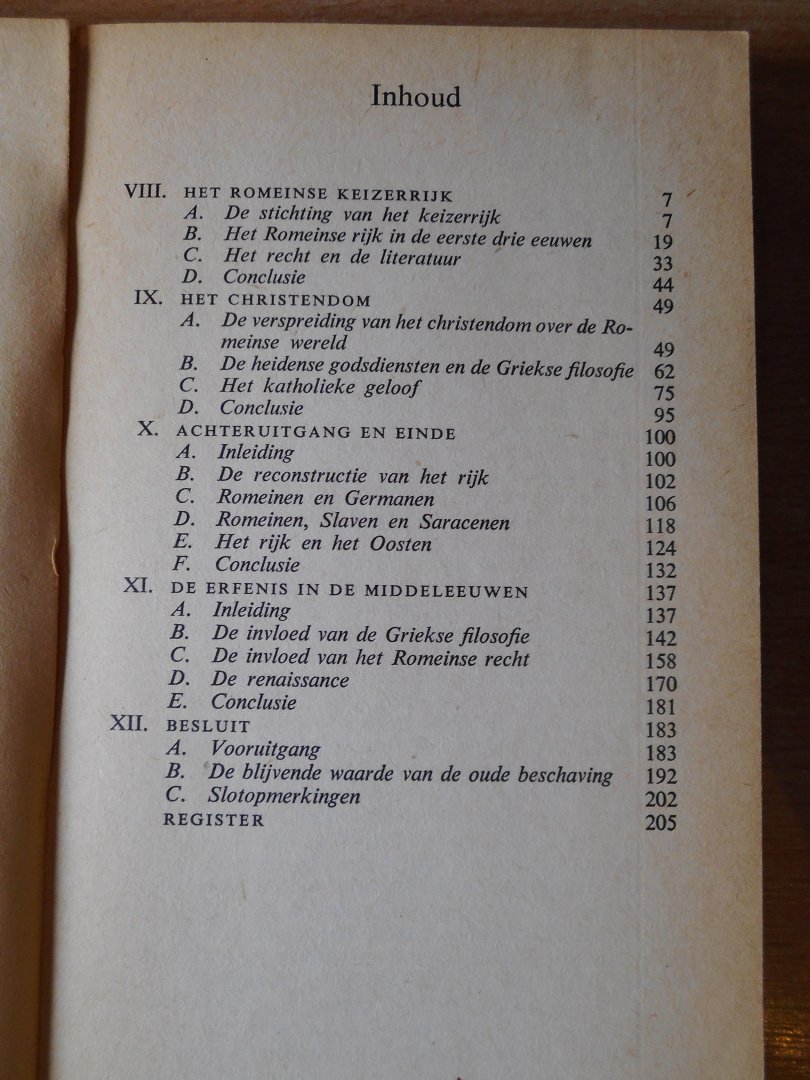 Inhoud
VIII. HET ROMEINSE KEIZERRIJK 7
A. De stichting van het keizerrijk 7
B. Het Romeinse rijk in de eerste drie eeuwen 19
C. Het recht en de literatuur 33
D. Conclusie 44
IX. HET CHRISTENDOM 49
A. De verspreiding van het christendom over de Ro-
meinse wereld 49
B. De heidense godsdiensten en de Griekse filosofie 62
C. Het katholieke geloof 75
D. Conclusie 95
X. ACHTERUITGANG EN EINDE 100
A. Inleiding 100
B. De reconstructie van het rijk 102
C. Romeinen en Germanen 106
D. Romeinen, Slaven en Saracenen 118
E. Het rijk en het Oosten 124
F. Conclusie 132
XI. DE ERFENIS IN DE MIDDELEEUWEN 137
A. Inleiding 137
B. De invloed van de Griekse filosofie 142
C. De invloed van het Romeinse recht 158
D. De renaissance 170
E. Conclusie 181
XII. BESLUIT 183
A. Vooruitgang 183
B. De blijvende waarde van de oude beschaving 192
C. Slotopmerkingen 202
REGISTER 205